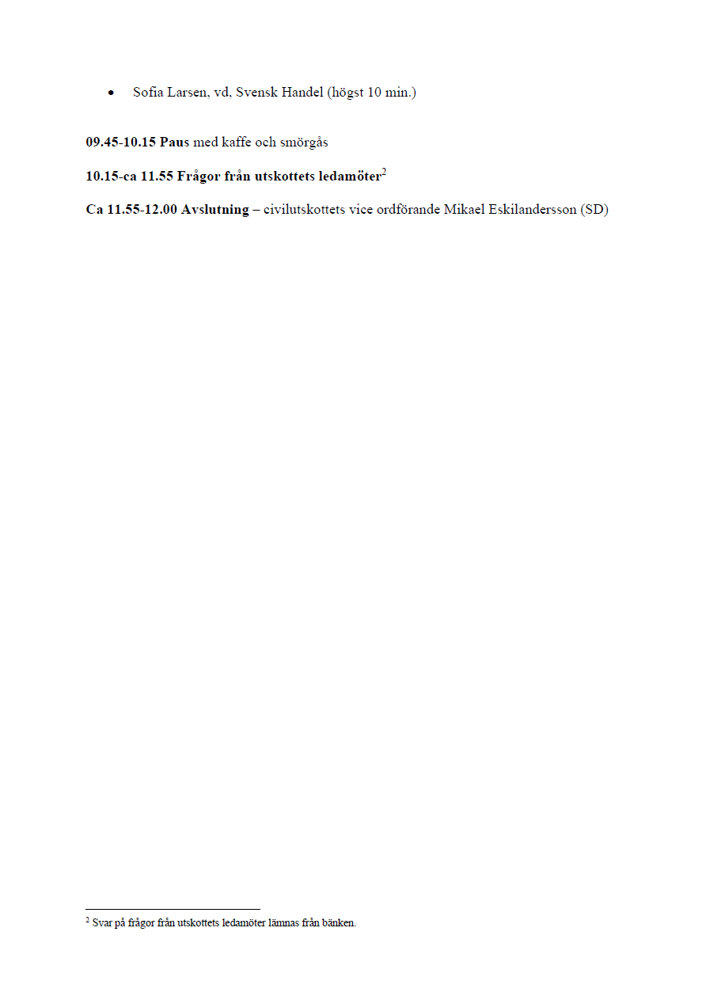 • Sofia Larsen, vd, Svensk Handel (högst 10 min.)
09.45-10.15 Paus med kaffe och smörgås
10.15-ca 11.55 Frågor från utskottets ledamöter2
Ca 11.55-12.00 Avslutning – civilutskottets vice ordförande Mikael Eskilandersson (SD)
2 Svar på frågor från utskottets ledamöter lämnas från bänken.